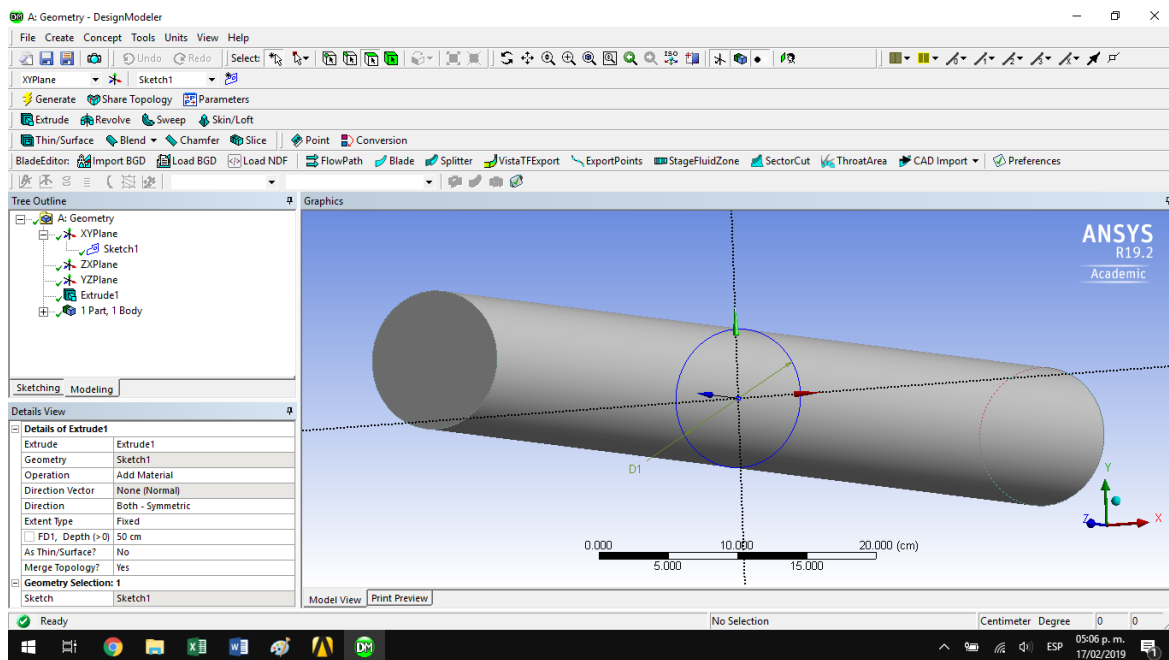 A: Geometry - DesignModeler
File Create Concept Tools Units View Help
Undo Redo Select:
XYPlane Sketch1
Generate Share Topology Parameters
Extrude Revolve Sweep Skin/Loft
Thin/Surface Blend Chamfer Slice Point Conversion
BladeEditor: Import BGD Load BGD Load NDF FlowPath Blade Splitter VistaTFExport ExportPoints StageFluidZone SectorCut ThroatArea CAD Import Preferences
Tree Outline
A: Geometry
XYPlane
Sketch1
ZXPlane
YZPlane
Extrude1
1 Part, 1 Body
Sketching Modeling
Details View
Details of Extrude1
Extrude Extrude1
Geometry Sketch1
Operation Add Material
Direction Vector None (Normal)
Direction Both - Symmetric
Extent Type Fixed
FD1, Depth (>0) 50 cm
As Thin/Surface? No
Merge Topology? Yes
Geometry Selection: 1
Sketch Sketch1
Graphics
ANSYS
R19.2
Academic
D1
Y
Z X
0.000 10.000 20.000 (cm)
5.000 15.000
Model View Print Preview
Ready No Selection Centimeter Degree 0 0
ESP 05:06 p. m.
17/02/2019